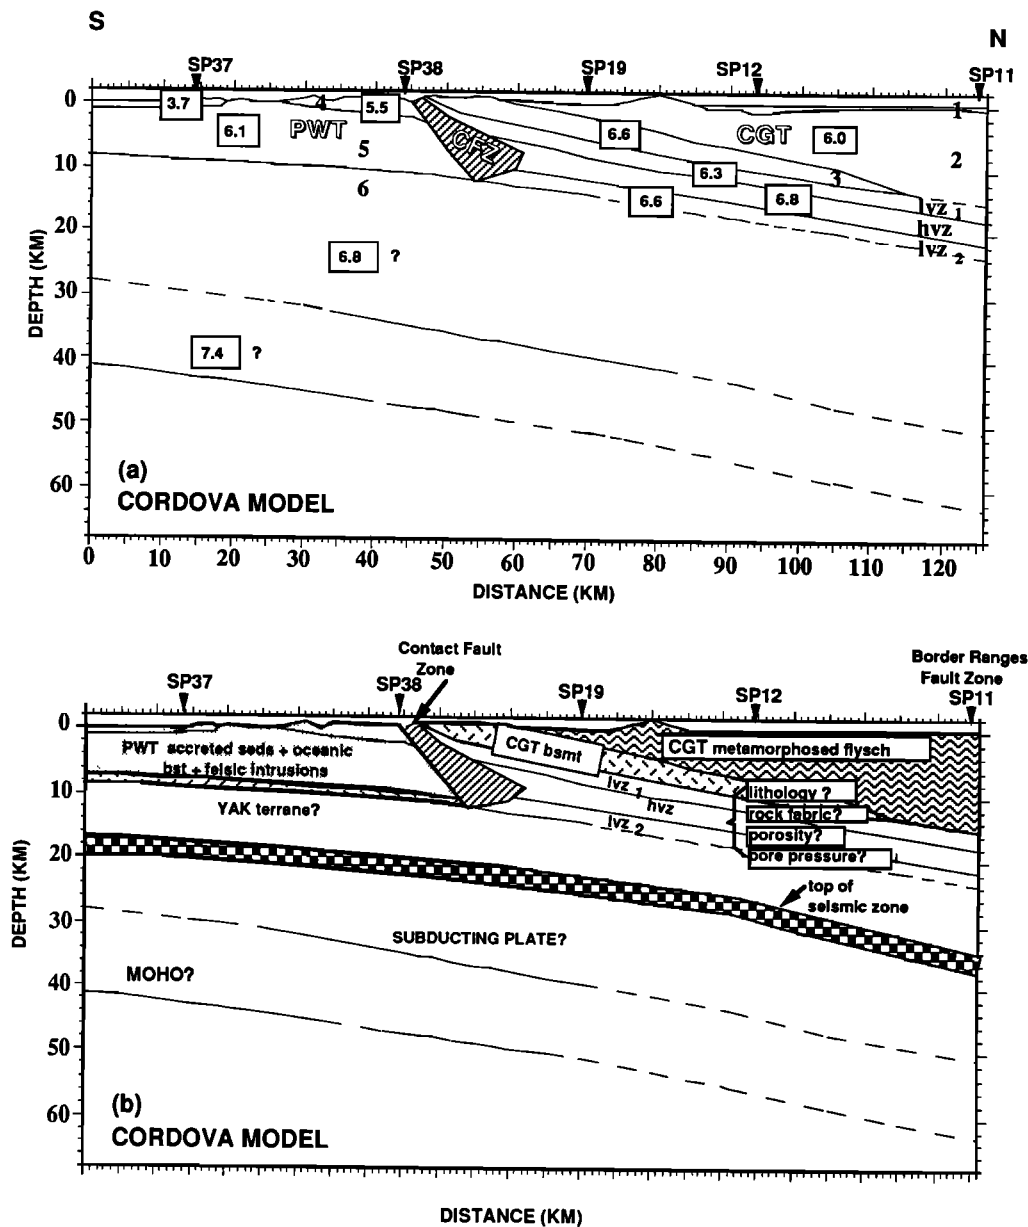 S
N
SP37
SP38
SP19
SP12
SP11
0
10
20
30
40
50
60
DEPTH (KM)
3.7
4
5.5
1
6.1
PWT
CFZ
6.6
CGT
6.0
5
2
6.3
3
6
6.6
6.8
lvz 1
hvz
lvz 2
6.8 ?
7.4 ?
(a)
CORDOVA MODEL
0 10 20 30 40 50 60 70 80 90 100 110 120
DISTANCE (KM)
Contact Fault
Zone
Border Ranges
Fault Zone
SP37
SP38
SP19
SP12
SP11
0
10
20
30
40
50
60
DEPTH (KM)
PWT accreted seds + oceanic
bst + felsic intrusions
CGT bsmt
CGT metamorphosed flysch
YAK terrane?
lvz 1
hvz
lvz 2
lithology ?
rock fabric?
porosity?
pore pressure?
top of
seismic zone
SUBDUCTING PLATE?
MOHO?
(b)
CORDOVA MODEL
DISTANCE (KM)